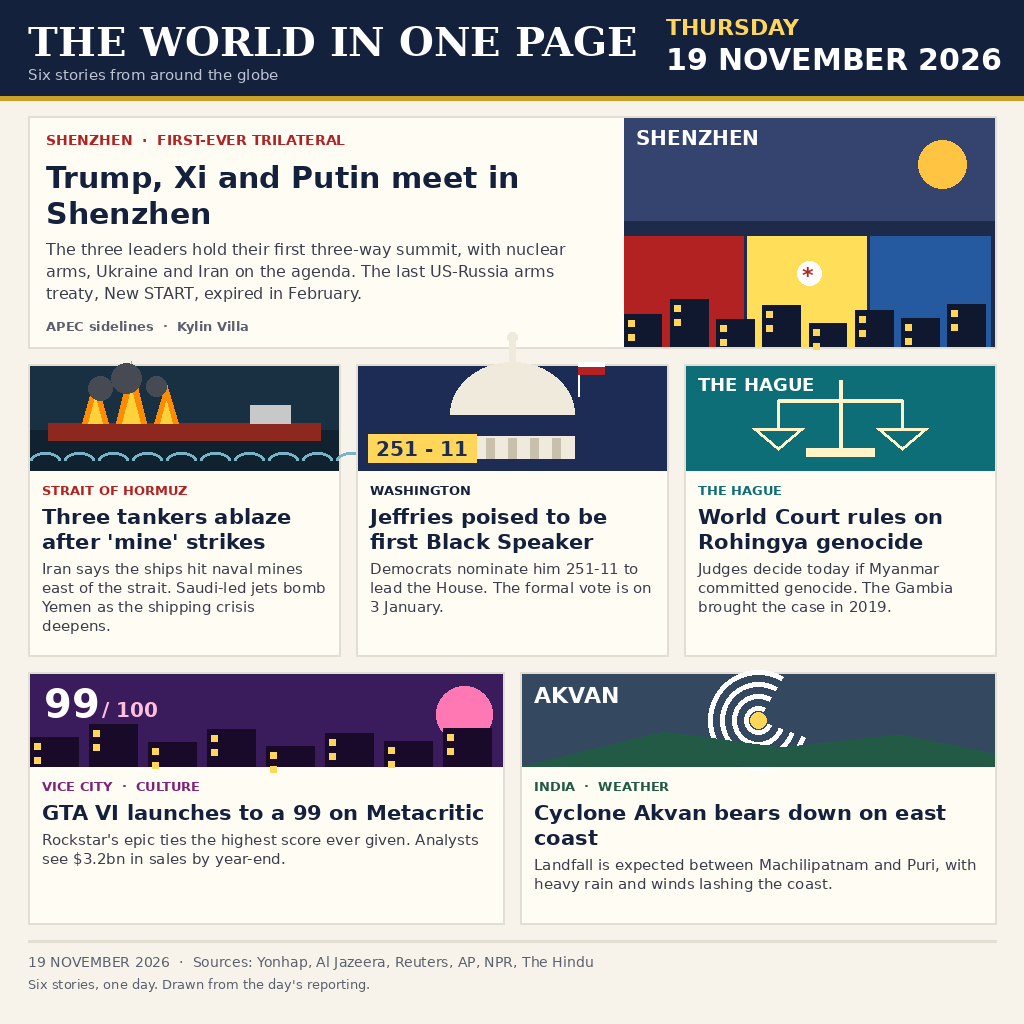 THE WORLD IN ONE PAGE
Six stories from around the globe
THURSDAY
19 NOVEMBER 2026
SHENZHEN · FIRST-EVER TRILATERAL
Trump, Xi and Putin meet in
Shenzhen
The three leaders hold their first three-way summit, with nuclear
arms, Ukraine and Iran on the agenda. The last US-Russia arms
treaty, New START, expired in February.
APEC sidelines · Kylin Villa
SHENZHEN
*
STRAIT OF HORMUZ
Three tankers ablaze
after 'mine' strikes
Iran says the ships hit naval mines
east of the strait. Saudi-led jets bomb
Yemen as the shipping crisis
deepens.
251 - 11
WASHINGTON
Jeffries poised to be
first Black Speaker
Democrats nominate him 251-11 to
lead the House. The formal vote is on
3 January.
THE HAGUE
THE HAGUE
World Court rules on
Rohingya genocide
Judges decide today if Myanmar
committed genocide. The Gambia
brought the case in 2019.
99 / 100
VICE CITY · CULTURE
GTA VI launches to a 99 on Metacritic
Rockstar's epic ties the highest score ever given. Analysts
see $3.2bn in sales by year-end.
AKVAN
INDIA · WEATHER
Cyclone Akvan bears down on east
coast
Landfall is expected between Machilipatnam and Puri, with
heavy rain and winds lashing the coast.
19 NOVEMBER 2026 · Sources: Yonhap, Al Jazeera, Reuters, AP, NPR, The Hindu
Six stories, one day. Drawn from the day's reporting.